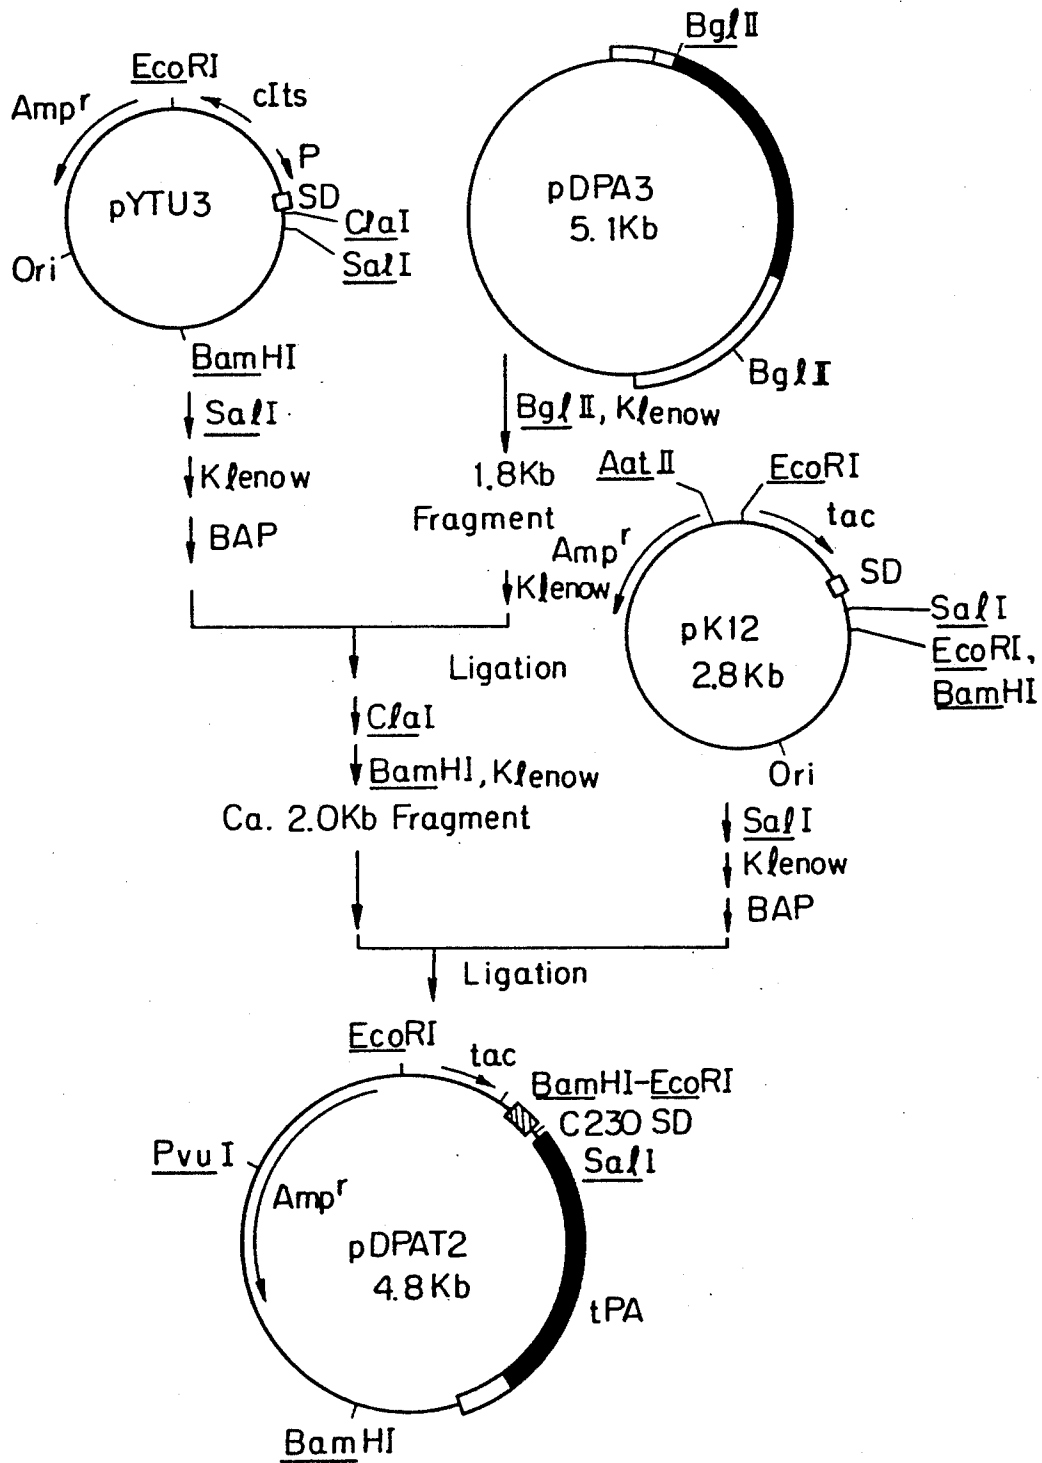 EcoRI
Ampr
cIts
P
SD
ClaI
SalI
pYTU3
Ori
BamHI
BglII
pDPA3
5.1Kb
BglII
SalI
Klenow
BAP
BglII, Klenow
1.8Kb
Fragment
Klenow
Ligation
AatII
EcoRI
tac
Ampr
SD
pK12
2.8Kb
SalI
EcoRI,
BamHI
Ori
ClaI
BamHI, Klenow
Ca. 2.0Kb Fragment
SalI
Klenow
BAP
Ligation
EcoRI
tac
BamHI-EcoRI
C230 SD
SalI
PvuI
Ampr
pDPAT2
4.8Kb
tPA
BamHI